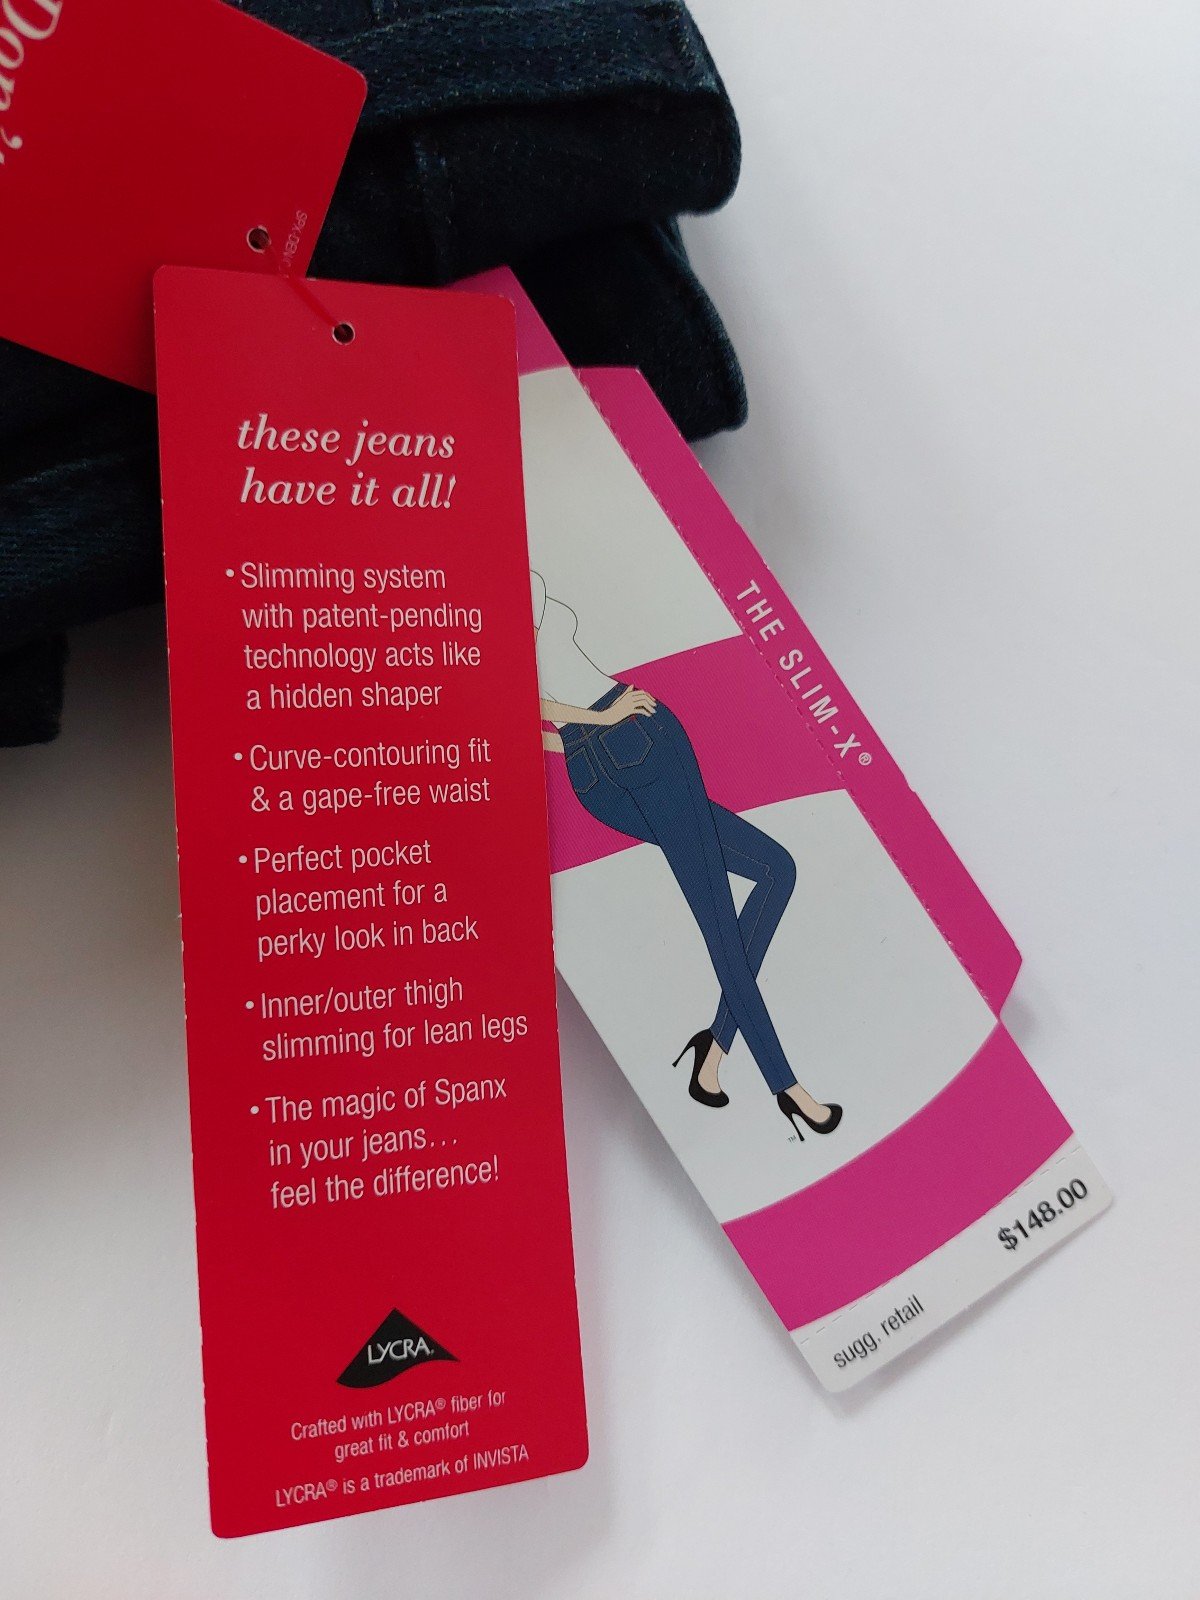 Don't
these jeans
have it all!
• Slimming system
with patent-pending
technology acts like
a hidden shaper
• Curve-contouring fit
& a gape-free waist
• Perfect pocket
placement for a
perky look in back
• Inner/outer thigh
slimming for lean legs
• The magic of Spanx
in your jeans...
feel the difference!
LYCRA®
Crafted with LYCRA® fiber for
great fit & comfort
LYCRA® is a trademark of INVISTA
THE SLIM-X®
TM
$148.00
sugg. retail